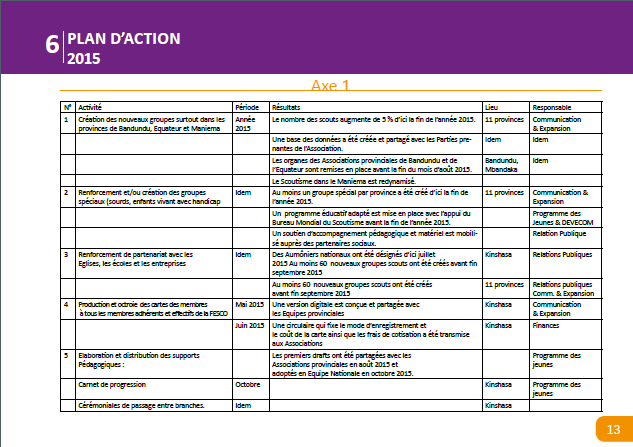 6 PLAN D'ACTION
2015
Axe 1
N° Activité Période Résultats Lieu Responsable
1 Création des nouveaux groupes surtout dans les Année Le nombre des scouts augente de 5 % d'ici la fin de l'année 2015. 11 provinces Communication
provinces de Bandundu, Equateur et Maniema 2015 & Expansion
Une base des données a été créée et partagé avec les Parties pre- Idem Idem
nantes de l'Association.
Les organes des Associations provinciales de Bandundu et de Bandundu, Idem
l'Equateur sont remises en place avant la fin du mois d'août 2015. Mbandaka
Le Scoutisme dans le Maniema est redynamisé.
2 Renforcement et/ou création des groupes Idem Au moins un groupe spécial par province a été créé d'ici la fin de 11 provinces Communication &
spéciaux (sourds, enfants vivant avec handicap l'année 2015. Expansion
Un programme éducatif adapté est mise en place avec l'appui du Programme des
Bureau Mondial du Scoutisme avant la fin de l'année 2015. Jeunes & DEVECOM
Un soutien d'accompagnement pédagogique et matériel est mobili- Relation Publique
sé auprès des partenaires sociaux.
3 Renforcement de partenariat avec les Idem Des Aumôniers nationaux ont été désignés d'ici juillet Kinshasa Relations Publiques
Eglises, les écoles et les entreprises 2015 Au moins 60 nouveaux groupes scouts ont été créés avant fin
septembre 2015
Au moins 60 nouveaux groupes scouts ont été créés 11 provinces Relations publiques
avant fin septembre 2015 Comm. & Expansion
4 Production et octroie des cartes des membres Mai 2015 Une version digitale est conçue et partagée avec Kinshasa Communication
à tous les membres adhérents et effectifs de la FESCO les Equipes provinciales & Expansion
Juin 2015 Une circulaire qui fixe le mode d'enregistrement et Kinshasa Finances
le coût de la carte ainsi que les frais de cotisation a été transmise
aux Associations
5 Elaboration et distribution des supports Les premiers drafts ont été partagées avec les Programme des
Pédagogiques : Associations provinciales en août 2015 et jeunes
adoptés en Equipe Nationale en octobre 2015.
Carnet de progression Octobre Kinshasa Programme des
jeunes
Cérémoniales de passage entre branches. Idem Kinshasa
13